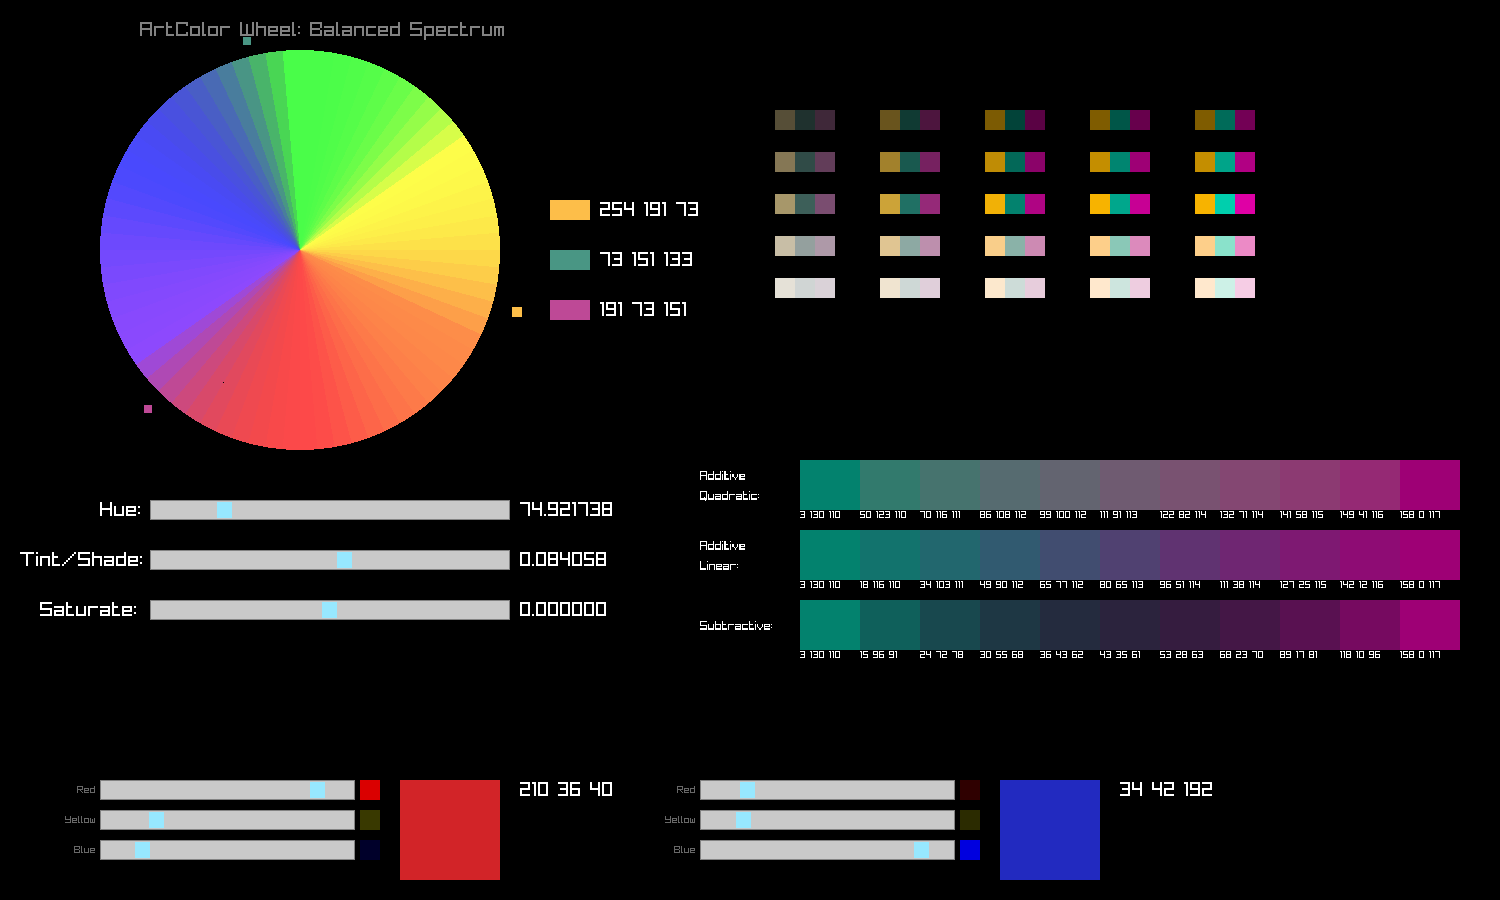 ArtColor Wheel: Balanced Spectrum
254 191 73
73 151 133
191 73 151
Hue: 74.921738
Tint/Shade: 0.084058
Saturate: 0.000000
Additive
Quadratic:
3 130 110 50 123 110 70 116 111 86 108 112 99 100 112 111 91 113 122 82 114 132 71 114 141 58 115 149 41 116 158 0 117
Additive
Linear:
3 130 110 18 116 110 34 103 111 49 90 112 65 77 112 80 65 113 96 51 114 111 38 114 127 25 115 142 12 116 158 0 117
Subtractive:
3 130 110 15 96 91 24 72 78 30 55 68 36 43 62 43 35 61 53 28 63 68 23 70 89 17 81 118 10 96 158 0 117
Red
Yellow
Blue
210 36 40
Red
Yellow
Blue
34 42 192